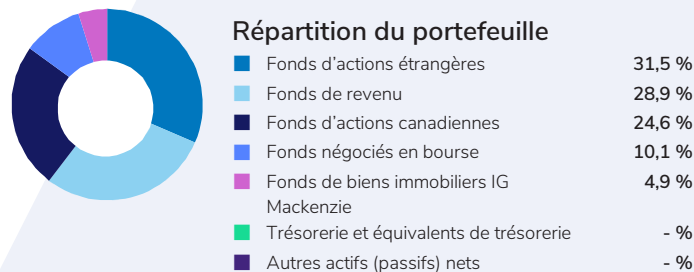 Répartition du portefeuille
Fonds d’actions étrangères 31,5 %
Fonds de revenu 28,9 %
Fonds d’actions canadiennes 24,6 %
Fonds négociés en bourse 10,1 %
Fonds de biens immobiliers IG 4,9 %
Mackenzie
Trésorerie et équivalents de trésorerie - %
Autres actifs (passifs) nets - %